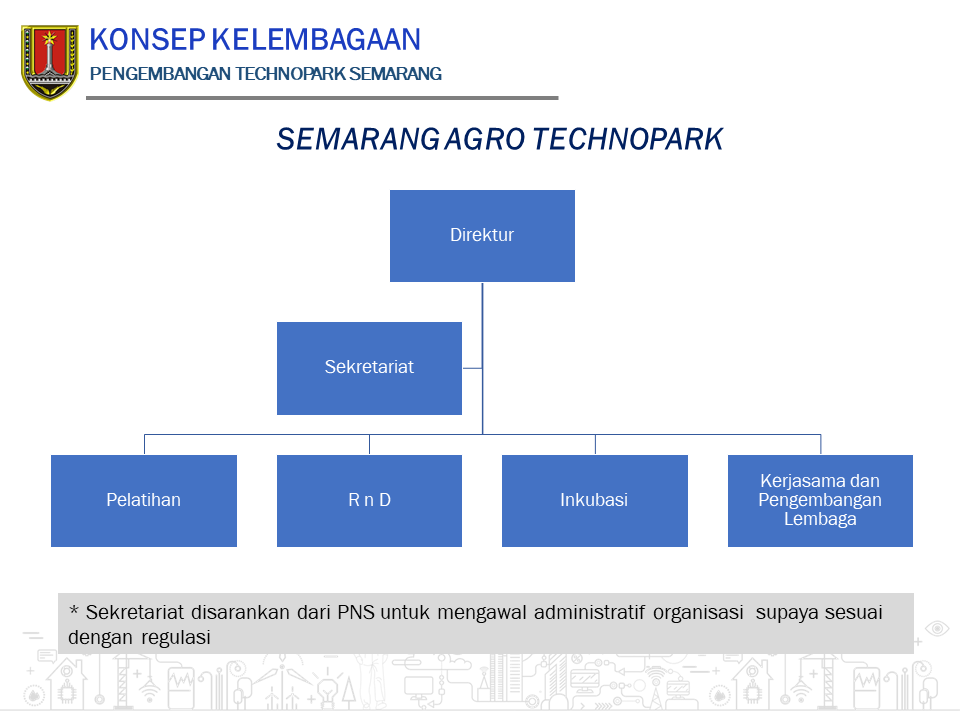 KONSEP KELEMBAGAAN
PENGEMBANGAN TECHNOPARK SEMARANG
SEMARANG AGRO TECHNOPARK
Direktur
Sekretariat
Pelatihan
R n D
Inkubasi
Kerjasama dan
Pengembangan
Lembaga
* Sekretariat disarankan dari PNS untuk mengawal administratif organisasi supaya sesuai
dengan regulasi